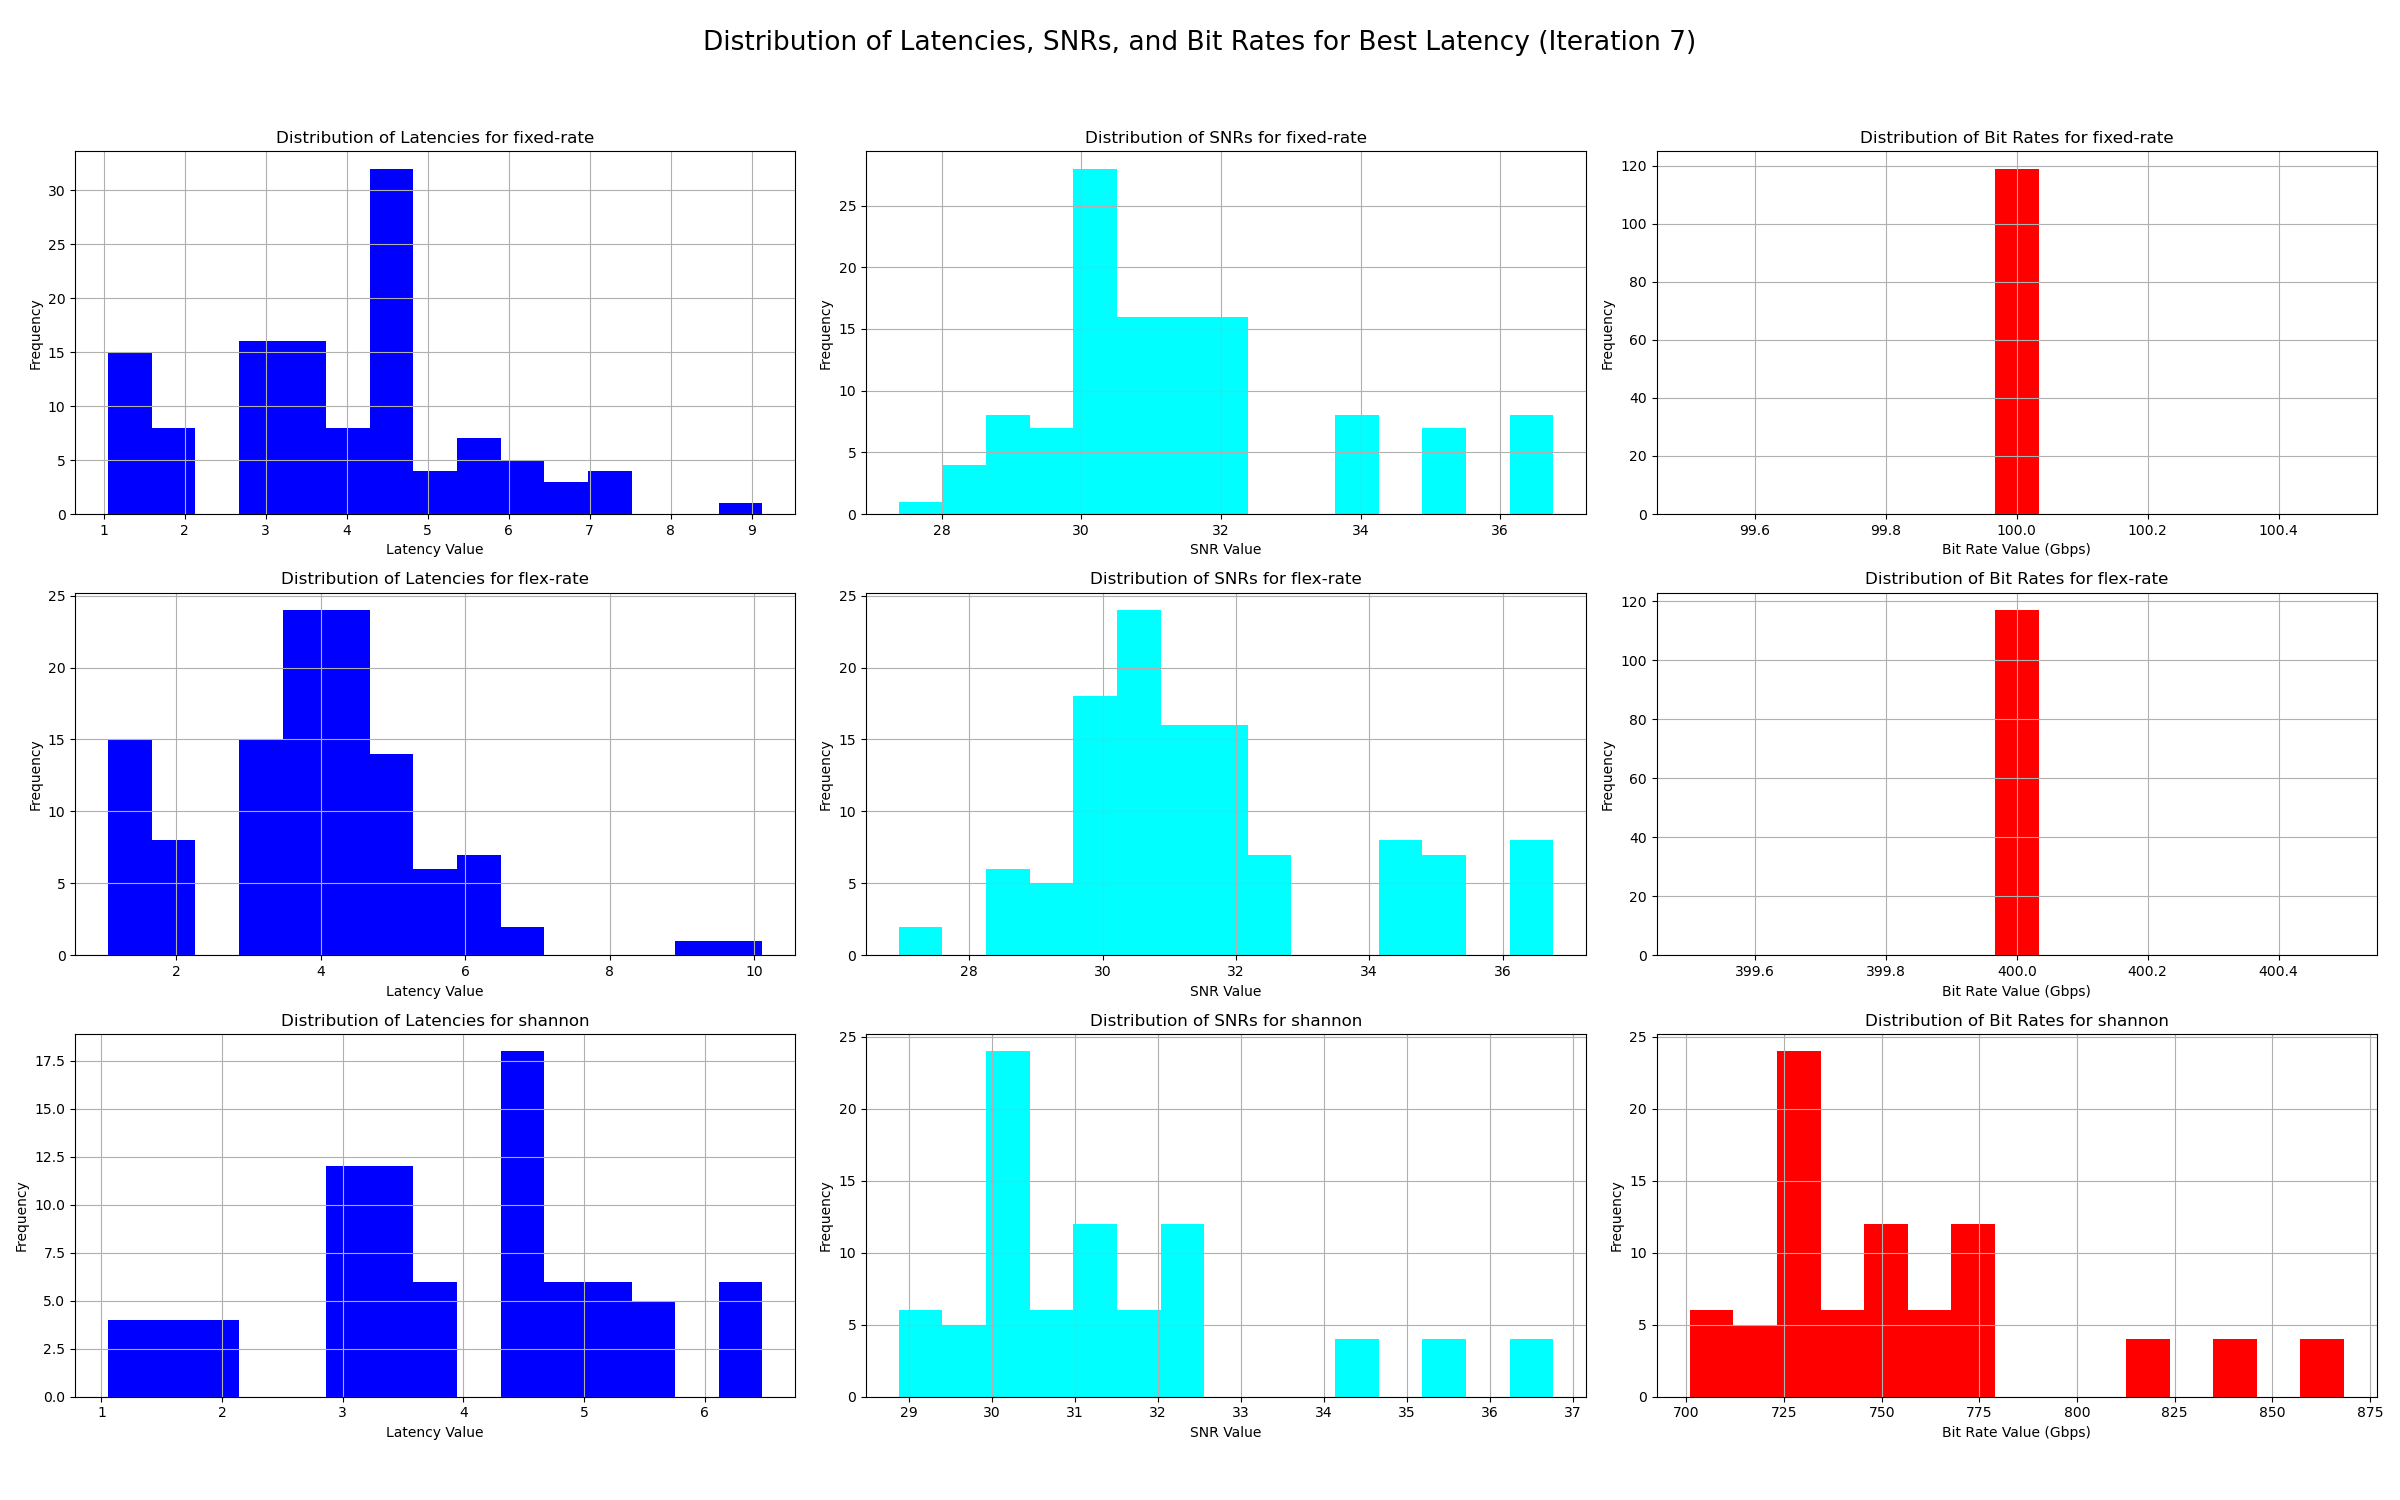 Distribution of Latencies, SNRs, and Bit Rates for Best Latency (Iteration 7)
Distribution of Latencies for fixed-rate
Frequency
0 5 10 15 20 25 30
1 2 3 4 5 6 7 8 9
Latency Value
Distribution of SNRs for fixed-rate
Frequency
0 5 10 15 20 25
28 30 32 34 36
SNR Value
Distribution of Bit Rates for fixed-rate
Frequency
0 20 40 60 80 100 120
99.6 99.8 100.0 100.2 100.4
Bit Rate Value (Gbps)
Distribution of Latencies for flex-rate
Frequency
0 5 10 15 20 25
2 4 6 8 10
Latency Value
Distribution of SNRs for flex-rate
Frequency
0 5 10 15 20 25
28 30 32 34 36
SNR Value
Distribution of Bit Rates for flex-rate
Frequency
0 20 40 60 80 100 120
399.6 399.8 400.0 400.2 400.4
Bit Rate Value (Gbps)
Distribution of Latencies for shannon
Frequency
0.0 2.5 5.0 7.5 10.0 12.5 15.0 17.5
1 2 3 4 5 6
Latency Value
Distribution of SNRs for shannon
Frequency
0 5 10 15 20 25
29 30 31 32 33 34 35 36 37
SNR Value
Distribution of Bit Rates for shannon
Frequency
0 5 10 15 20 25
700 725 750 775 800 825 850 875
Bit Rate Value (Gbps)